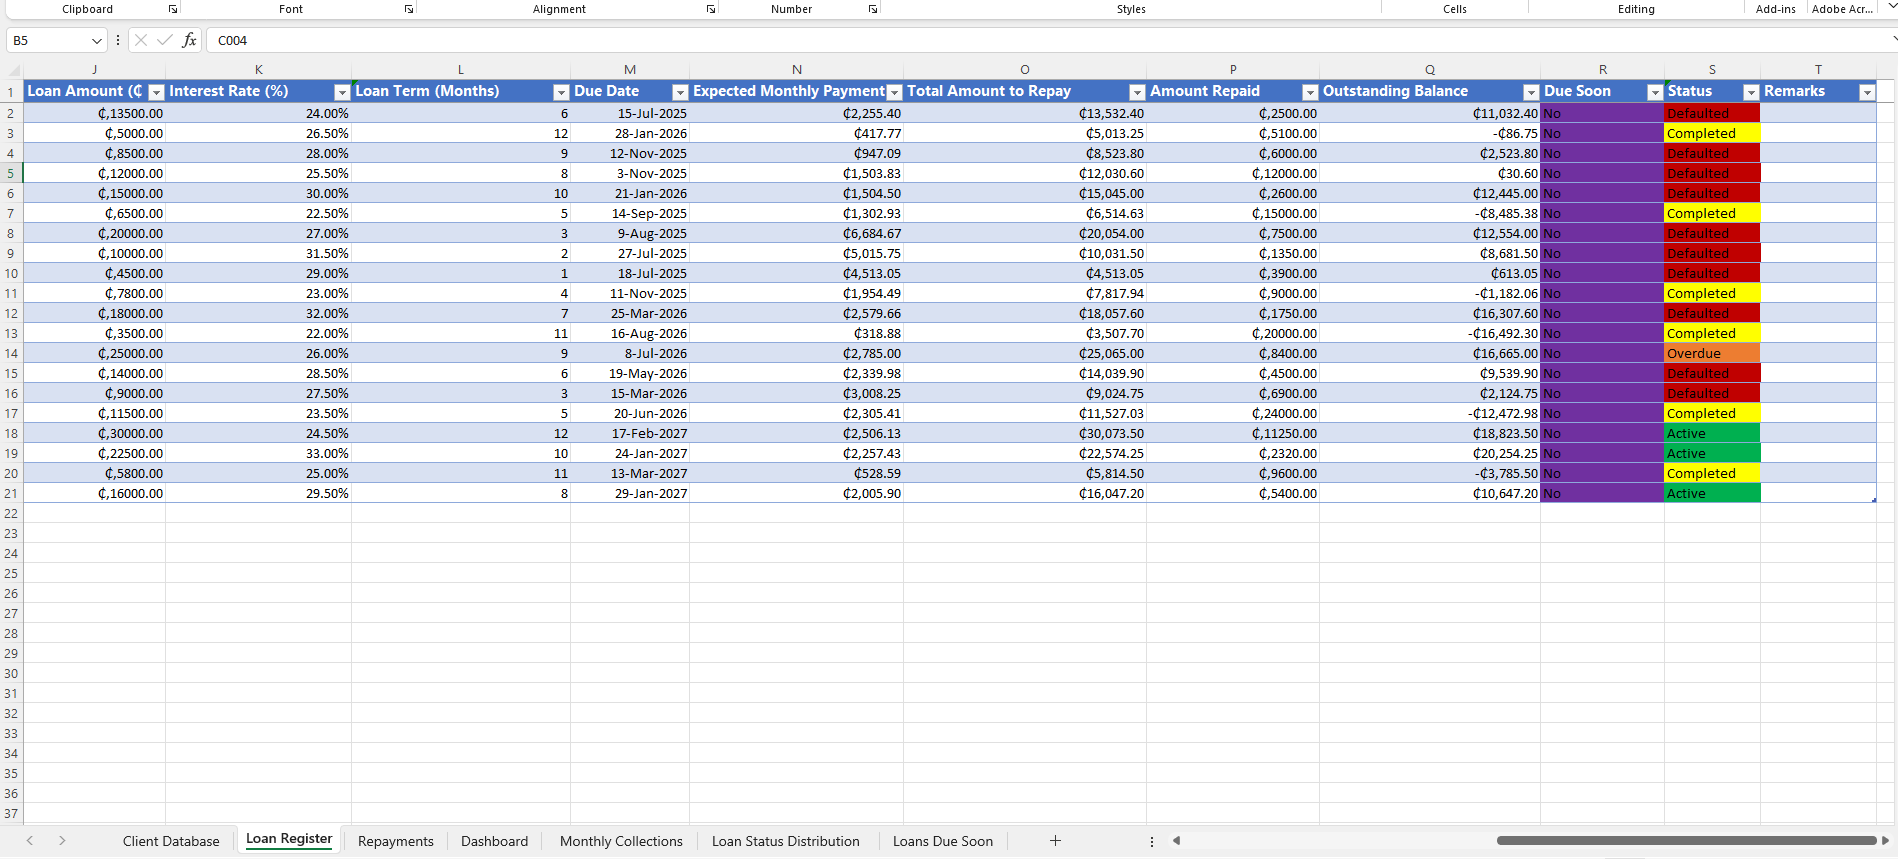 Clipboard Font Alignment Number Styles Cells Editing Add-ins Adobe Acr...
B5 fx C004
J K L M N O P Q R S T
1 Loan Amount (₵ Interest Rate (%) Loan Term (Months) Due Date Expected Monthly Payment Total Amount to Repay Amount Repaid Outstanding Balance Due Soon Status Remarks
2 ₵,13500.00 24.00% 6 15-Jul-2025 ₵2,255.40 ₵13,532.40 ₵,2500.00 ₵11,032.40 No Defaulted
3 ₵,5000.00 26.50% 12 28-Jan-2026 ₵417.77 ₵5,013.25 ₵,5100.00 -₵86.75 No Completed
4 ₵,8500.00 28.00% 9 12-Nov-2025 ₵947.09 ₵8,523.80 ₵,6000.00 ₵2,523.80 No Defaulted
5 ₵,12000.00 25.50% 8 3-Nov-2025 ₵1,503.83 ₵12,030.60 ₵,12000.00 ₵30.60 No Defaulted
6 ₵,15000.00 30.00% 10 21-Jan-2026 ₵1,504.50 ₵15,045.00 ₵,2600.00 ₵12,445.00 No Defaulted
7 ₵,6500.00 22.50% 5 14-Sep-2025 ₵1,302.93 ₵6,514.63 ₵,15000.00 -₵8,485.38 No Completed
8 ₵,20000.00 27.00% 3 9-Aug-2025 ₵6,684.67 ₵20,054.00 ₵,7500.00 ₵12,554.00 No Defaulted
9 ₵,10000.00 31.50% 2 27-Jul-2025 ₵5,015.75 ₵10,031.50 ₵,1350.00 ₵8,681.50 No Defaulted
10 ₵,4500.00 29.00% 1 18-Jul-2025 ₵4,513.05 ₵4,513.05 ₵,3900.00 ₵613.05 No Defaulted
11 ₵,7800.00 23.00% 4 11-Nov-2025 ₵1,954.49 ₵7,817.94 ₵,9000.00 -₵1,182.06 No Completed
12 ₵,18000.00 32.00% 7 25-Mar-2026 ₵2,579.66 ₵18,057.60 ₵,1750.00 ₵16,307.60 No Defaulted
13 ₵,3500.00 22.00% 11 16-Aug-2026 ₵318.88 ₵3,507.70 ₵,20000.00 -₵16,492.30 No Completed
14 ₵,25000.00 26.00% 9 8-Jul-2026 ₵2,785.00 ₵25,065.00 ₵,8400.00 ₵16,665.00 No Overdue
15 ₵,14000.00 28.50% 6 19-May-2026 ₵2,339.98 ₵14,039.90 ₵,4500.00 ₵9,539.90 No Defaulted
16 ₵,9000.00 27.50% 3 15-Mar-2026 ₵3,008.25 ₵9,024.75 ₵,6900.00 ₵2,124.75 No Defaulted
17 ₵,11500.00 23.50% 5 20-Jun-2026 ₵2,305.41 ₵11,527.03 ₵,24000.00 -₵12,472.98 No Completed
18 ₵,30000.00 24.50% 12 17-Feb-2027 ₵2,506.13 ₵30,073.50 ₵,11250.00 ₵18,823.50 No Active
19 ₵,22500.00 33.00% 10 24-Jan-2027 ₵2,257.43 ₵22,574.25 ₵,2320.00 ₵20,254.25 No Active
20 ₵,5800.00 25.00% 11 13-Mar-2027 ₵528.59 ₵5,814.50 ₵,9600.00 -₵3,785.50 No Completed
21 ₵,16000.00 29.50% 8 29-Jan-2027 ₵2,005.90 ₵16,047.20 ₵,5400.00 ₵10,647.20 No Active
22
23
24
25
26
27
28
29
30
31
32
33
34
35
36
37
Client Database Loan Register Repayments Dashboard Monthly Collections Loan Status Distribution Loans Due Soon